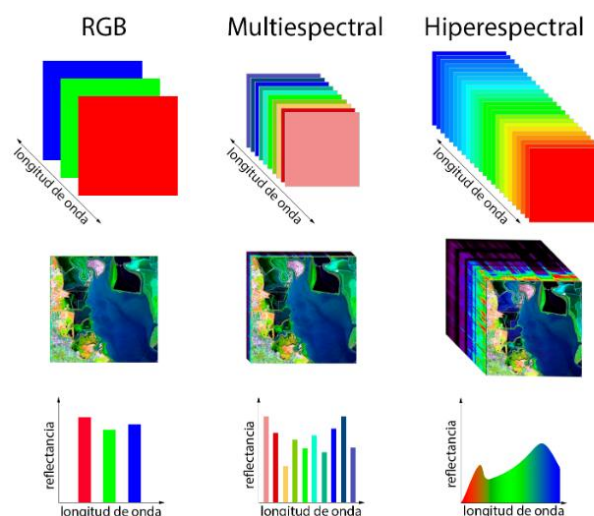 RGB
Multiespectral
Hiperespectral
longitud de onda
longitud de onda
longitud de onda
reflectancia
longitud de onda
reflectancia
longitud de onda
reflectancia
longitud de onda